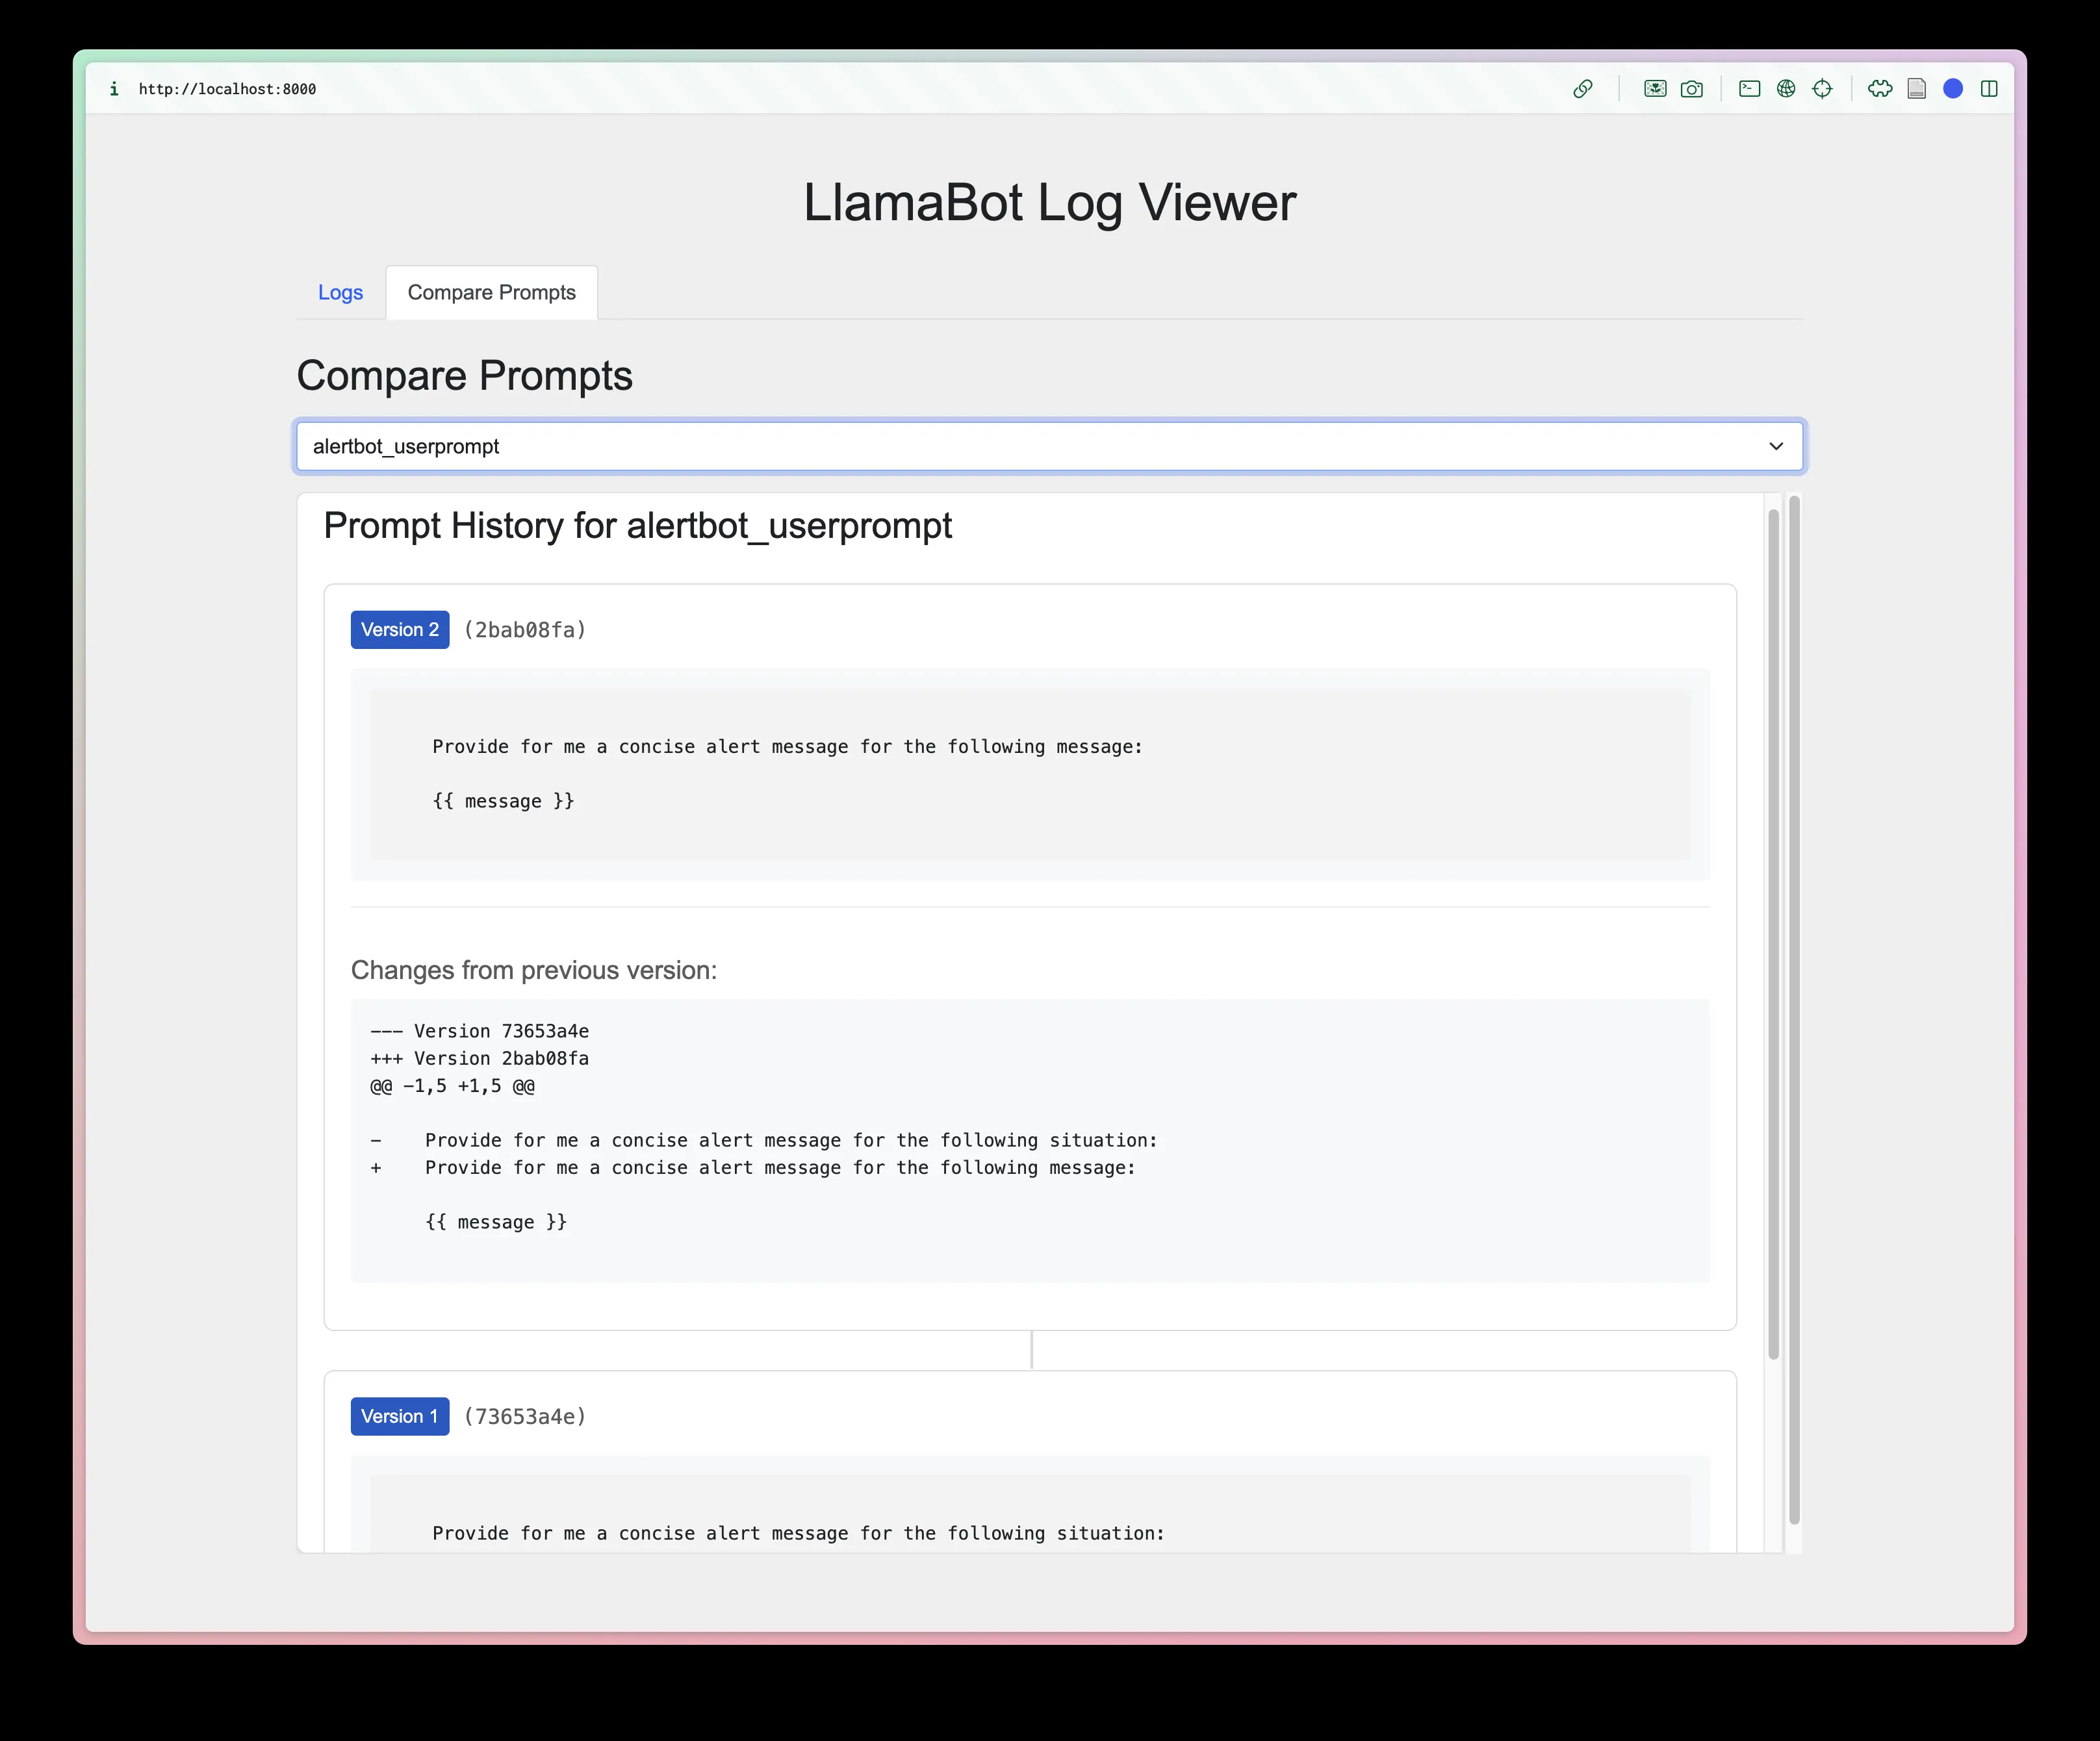 i http://localhost:8000
LlamaBot Log Viewer
Logs Compare Prompts
Compare Prompts
alertbot_userprompt
Prompt History for alertbot_userprompt
Version 2 (2bab08fa)
Provide for me a concise alert message for the following message:
{{ message }}
Changes from previous version:
--- Version 73653a4e
+++ Version 2bab08fa
@@ -1,5 +1,5 @@
-    Provide for me a concise alert message for the following situation:
+    Provide for me a concise alert message for the following message:
{{ message }}
Version 1 (73653a4e)
Provide for me a concise alert message for the following situation: